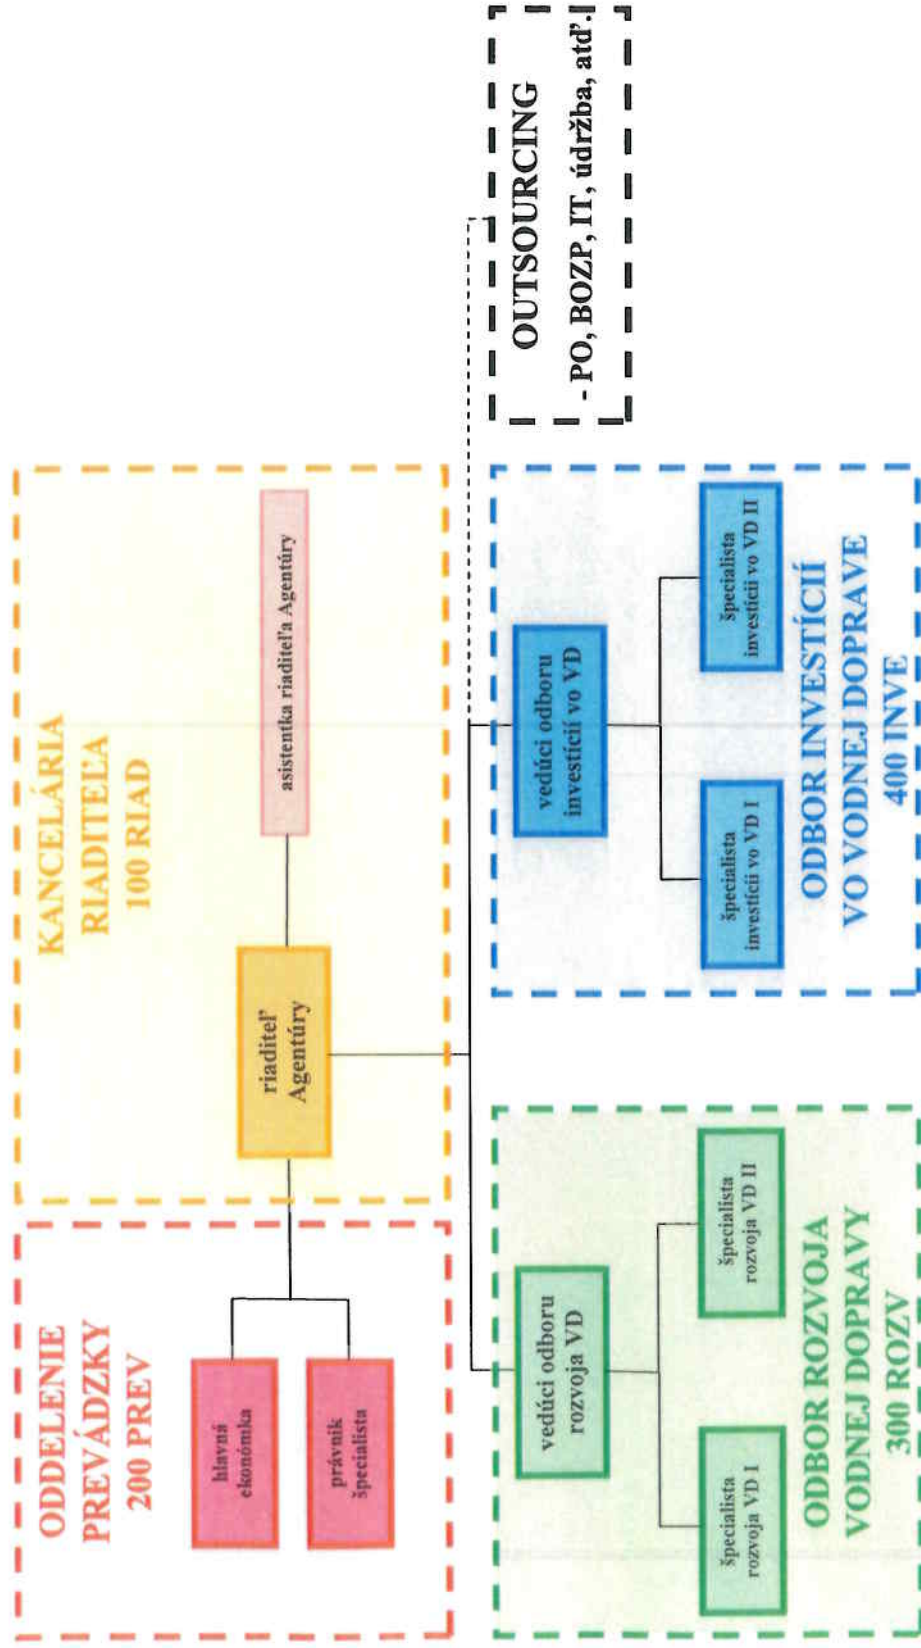 ODDELENIE
PREVÁDZKY
200 PREV
hlavná
ekonómka
právnik
špecialista
KANCELÁRIA
RIADITEĽA
100 RIAD
riaditeľ
Agentúry
asistentka riaditeľa Agentúry
vedúci odboru
rozvoja VD
špecialista
rozvoja VD I
špecialista
rozvoja VD II
ODBOR ROZVOJA
VODNEJ DOPRAVY
300 ROZV
vedúci odboru
investícií vo VD
špecialista
investícií vo VD I
špecialista
investícií vo VD II
ODBOR INVESTÍCIÍ
VO VODNEJ DOPRAVE
400 INVE
OUTSOURCING
- PO, BOZP, IT, údržba, atď.